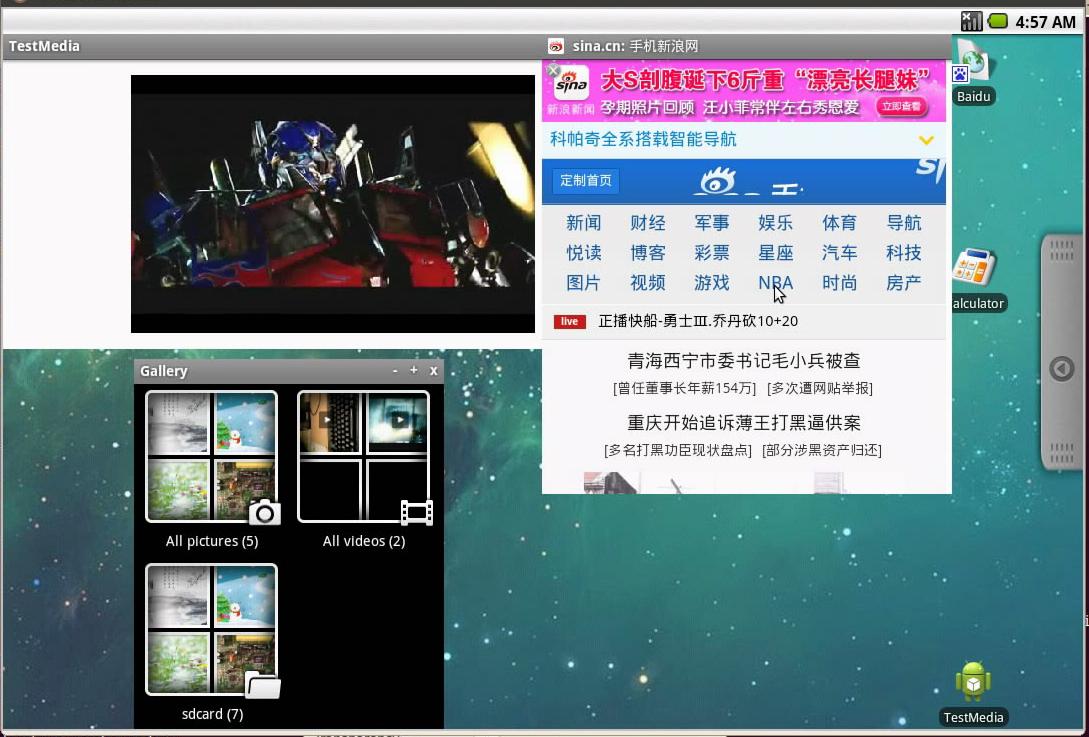 4:57 AM
TestMedia
sina.cn: 手机新浪网
Baidu
sina
新浪新闻
大S剖腹诞下6斤重 “漂亮长腿妹”
孕期照片回顾 汪小菲常伴左右秀恩爱
立即查看
科帕奇全系搭载智能导航
定制首页
新闻 财经 军事 娱乐 体育 导航
悦读 博客 彩票 星座 汽车 科技
图片 视频 游戏 NBA 时尚 房产
alculator
live 正播快船-勇士Ⅲ.乔丹砍10+20
青海西宁市委书记毛小兵被查
[曾任董事长年薪154万] [多次遭网贴举报]
重庆开始追诉薄王打黑逼供案
[多名打黑功臣现状盘点] [部分涉黑资产归还]
Gallery - + x
All pictures (5)
All videos (2)
sdcard (7)
TestMedia